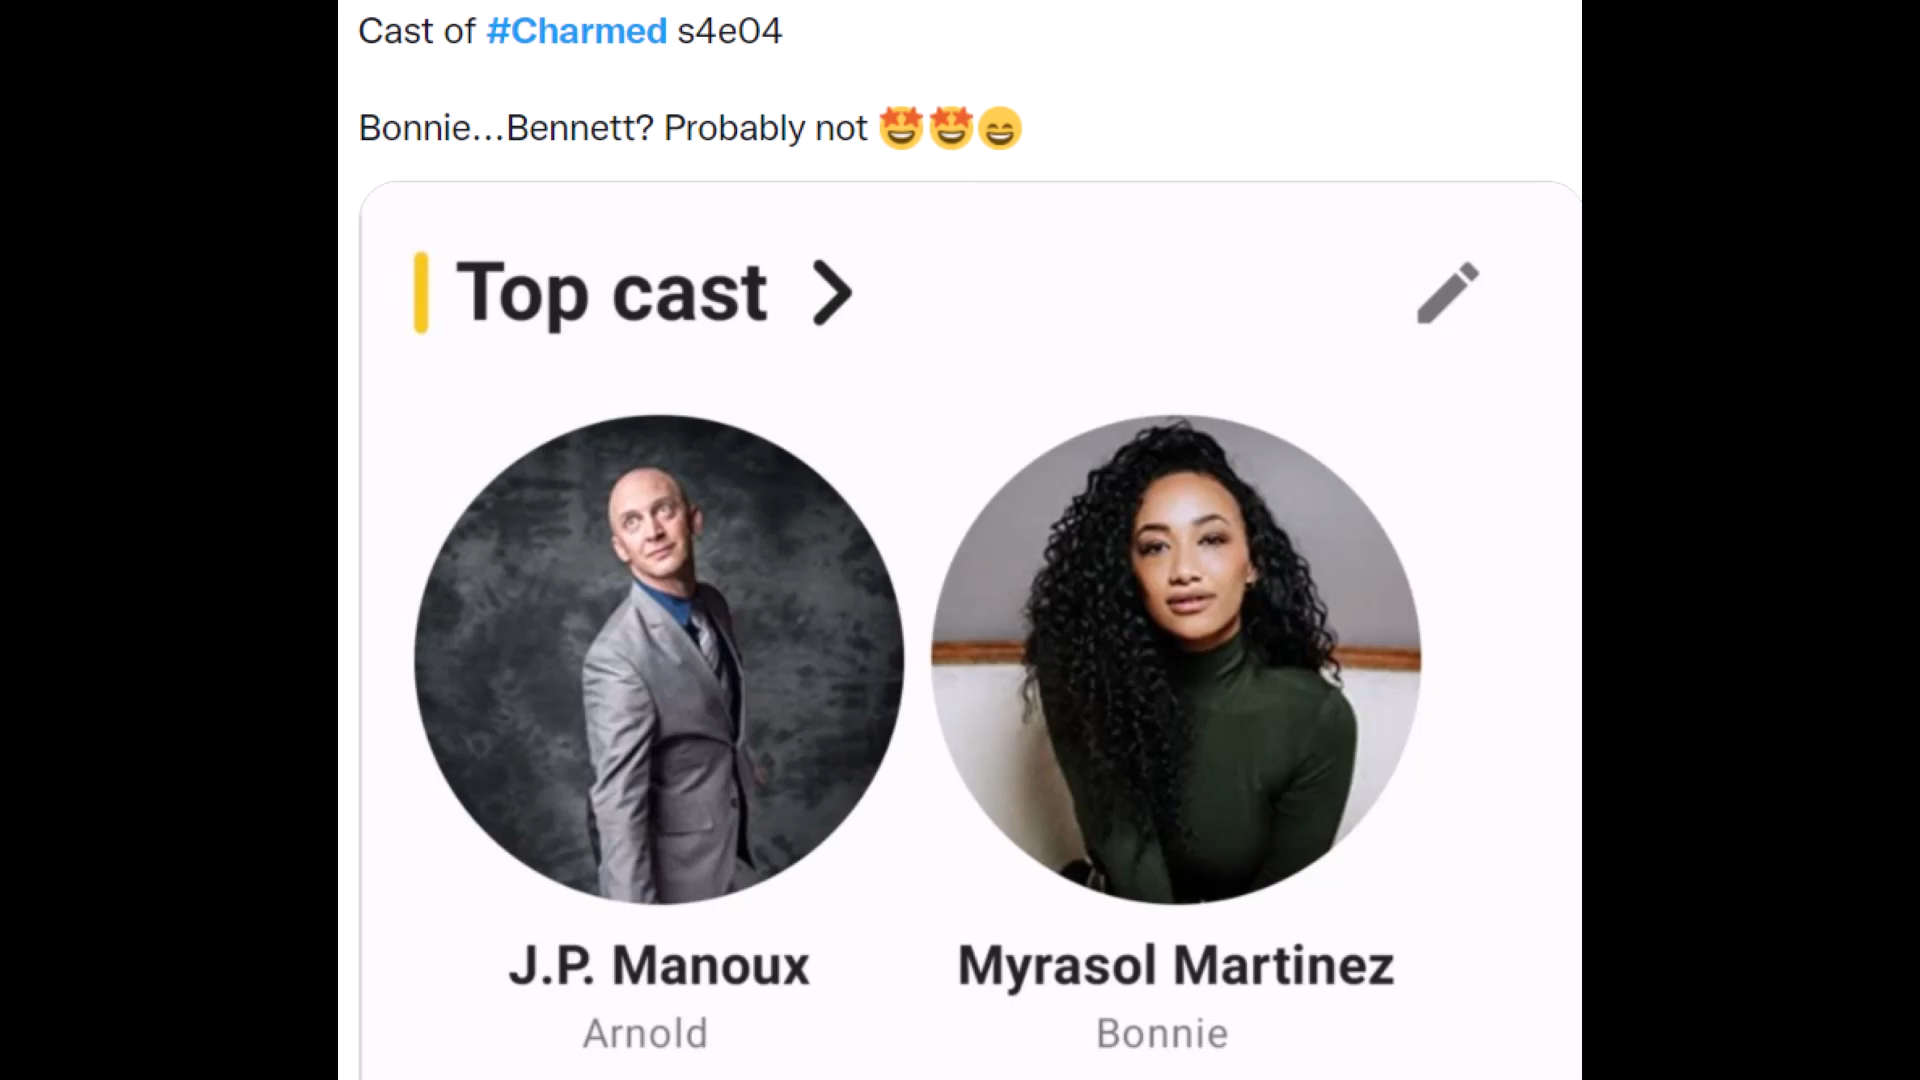 Cast of #Charmed s4e04
Bonnie...Bennett? Probably not 🤩🤩😄
Top cast
J.P. Manoux
Myrasol Martinez
Arnold
Bonnie